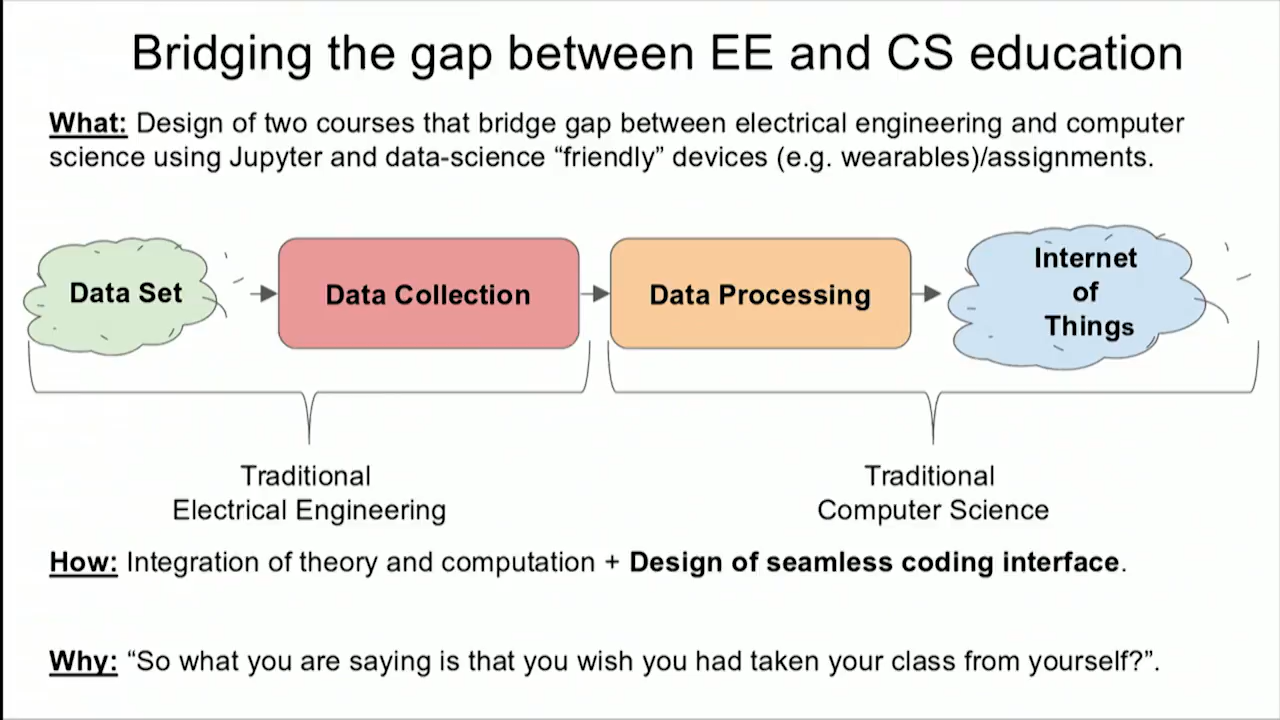 Bridging the gap between EE and CS education
What: Design of two courses that bridge gap between electrical engineering and computer
science using Jupyter and data-science “friendly” devices (e.g. wearables)/assignments.
Data Set
Data Collection
Data Processing
Internet
of
Things
Traditional
Electrical Engineering
Traditional
Computer Science
How: Integration of theory and computation + Design of seamless coding interface.
Why: “So what you are saying is that you wish you had taken your class from yourself?”.